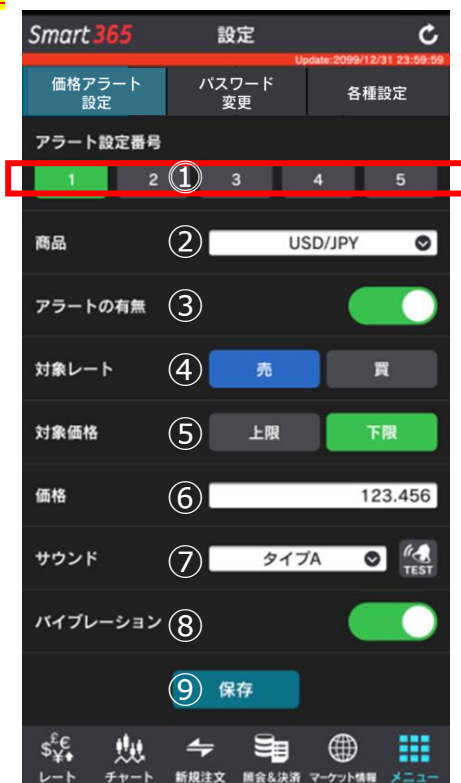 Smart 365 設定
Update:2099/12/31 23:59:59
価格アラート
設定
パスワード
変更
各種設定
アラート設定番号
1 2 ① 3 4 5
商品 ② USD/JPY
アラートの有無 ③
対象レート ④ 売 買
対象価格 ⑤ 上限 下限
価格 ⑥ 123.456
サウンド ⑦ タイプA TEST
バイブレーション ⑧
⑨ 保存
$£€¥
レート チャート 新規注文 照会&決済 マーケット情報 メニュー